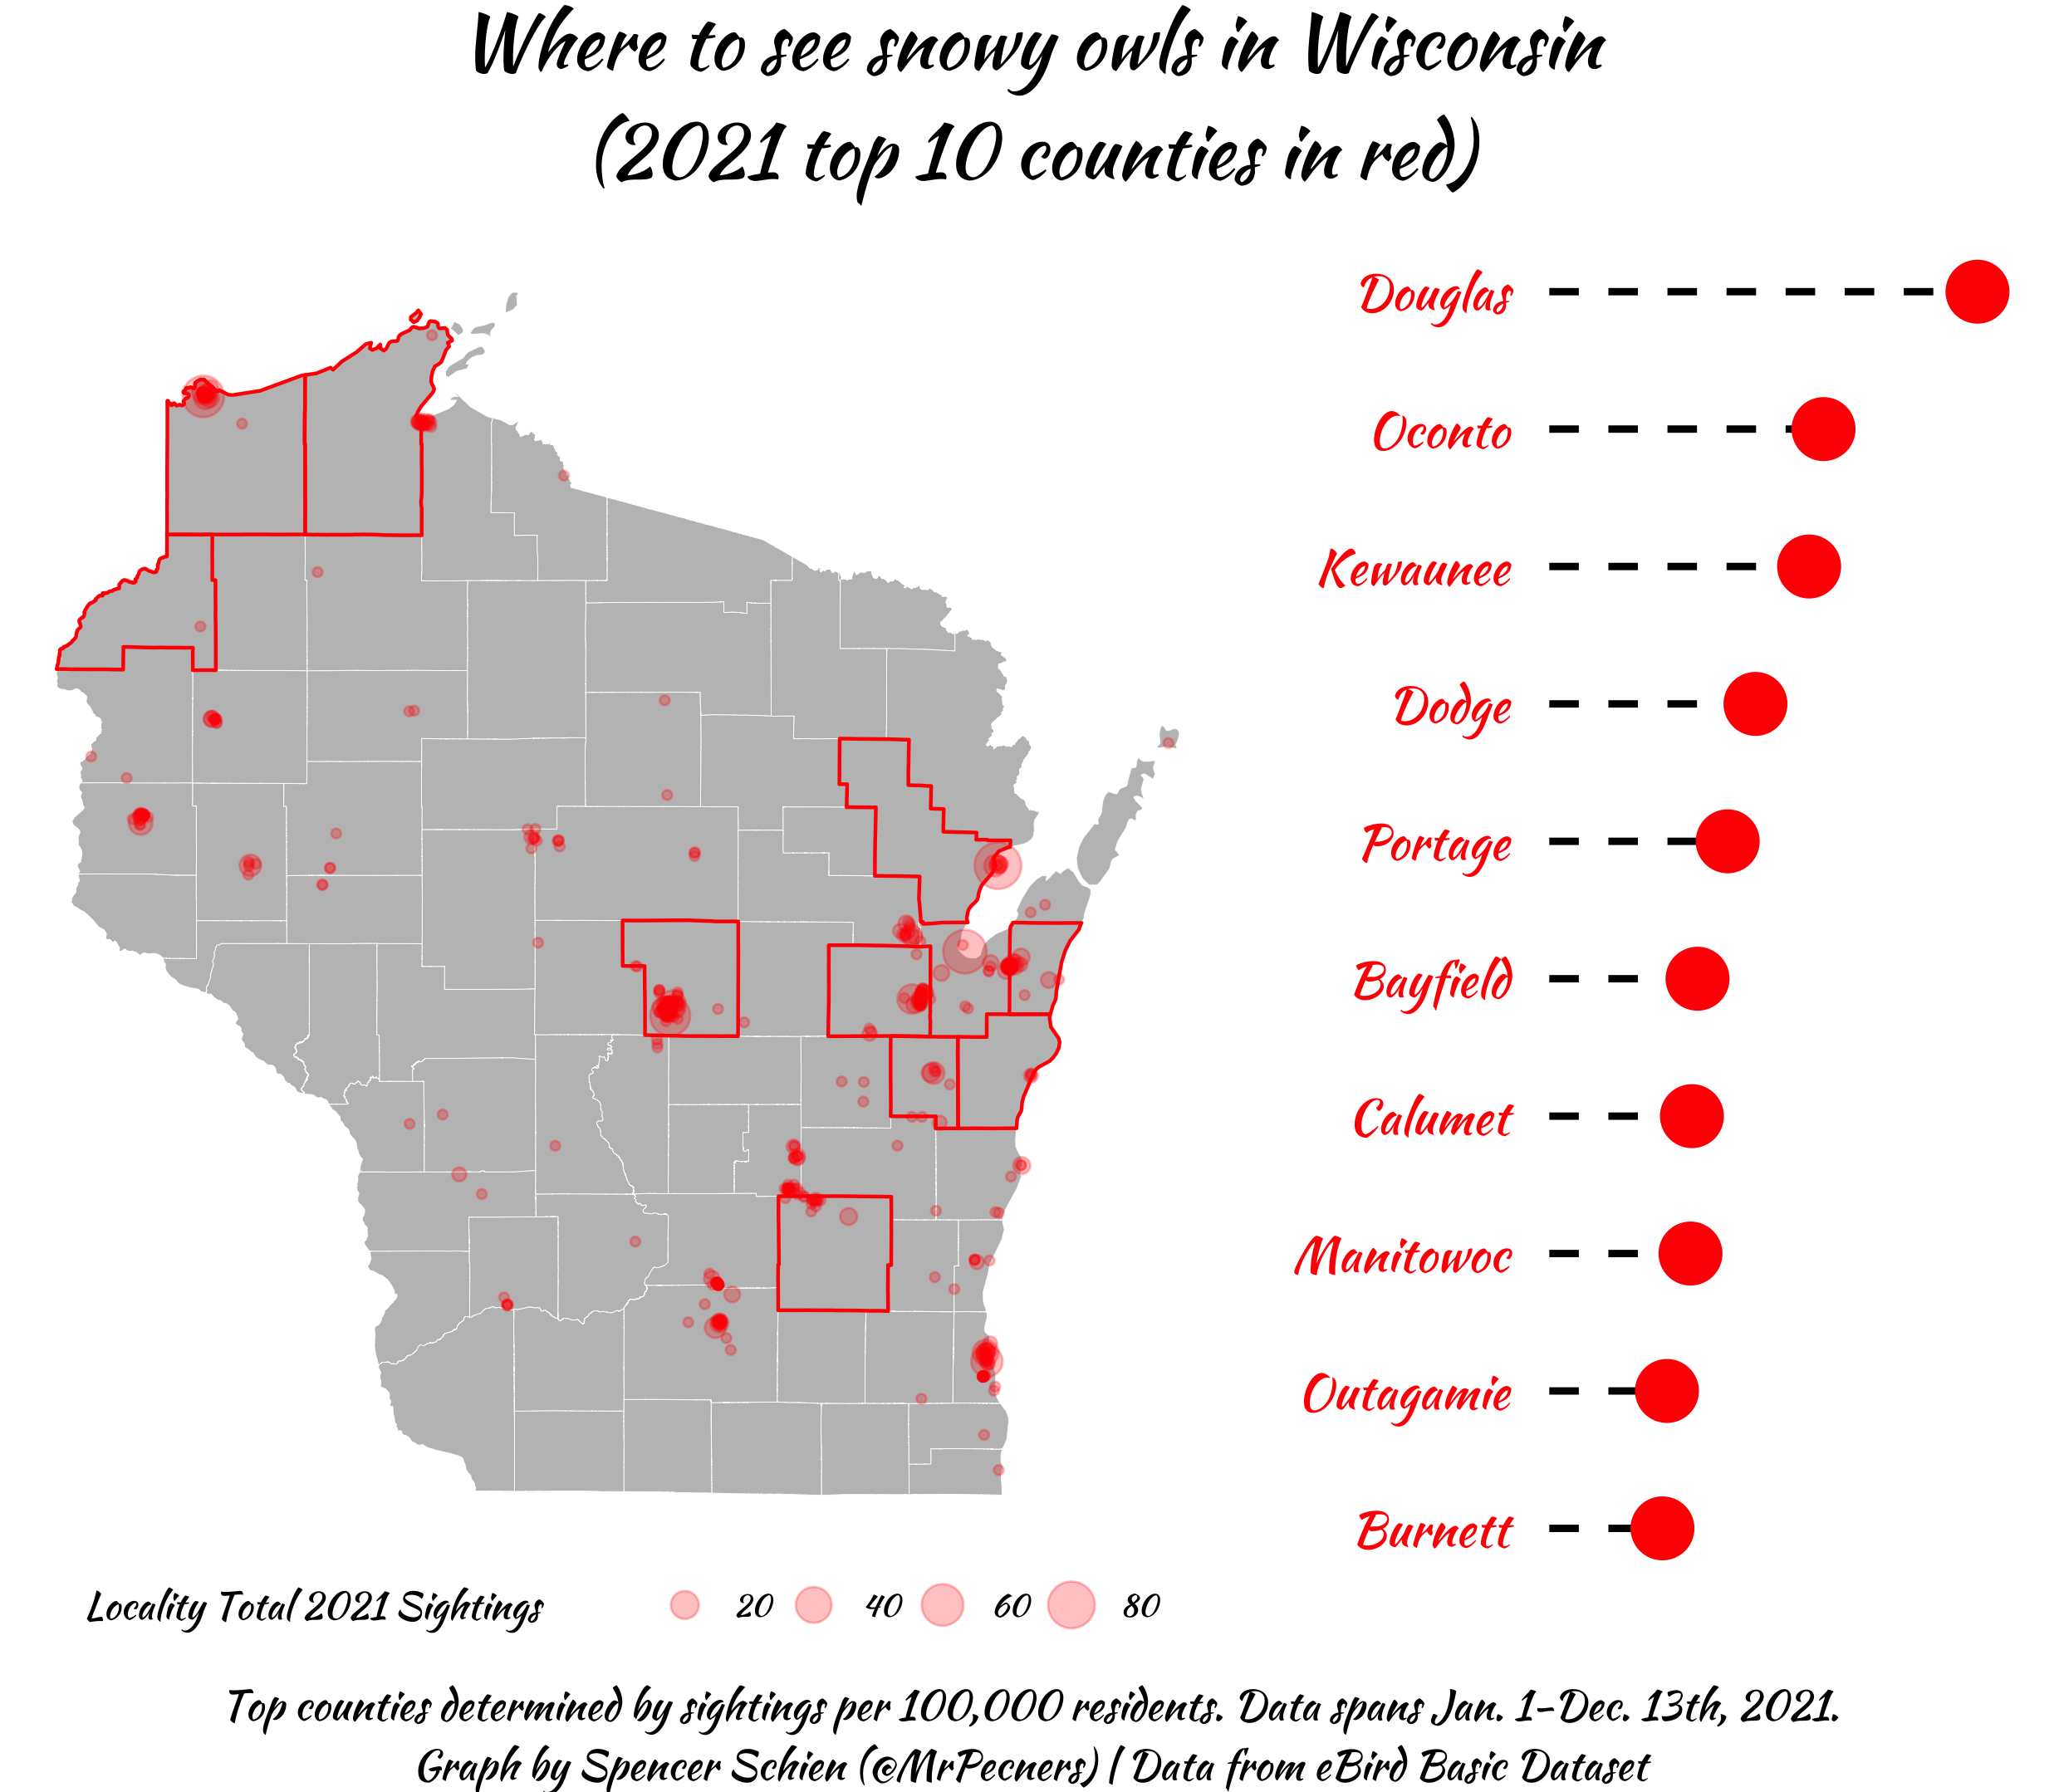 Where to see snowy owls in Wisconsin
(2021 top 10 counties in red))
Douglas
Oconto
Kewaunee
Dodge
Portage
Bayfield
Calumet
Manitowoc
Outagamie
Burnett
Locality Total 2021 Sightings 20 40 60 80
Top counties determined by sightings per 100,000 residents. Data spans Jan. 1-Dec. 13th, 2021.
Graph by Spencer Schien (@MrPecners) | Data from eBird Basic Dataset